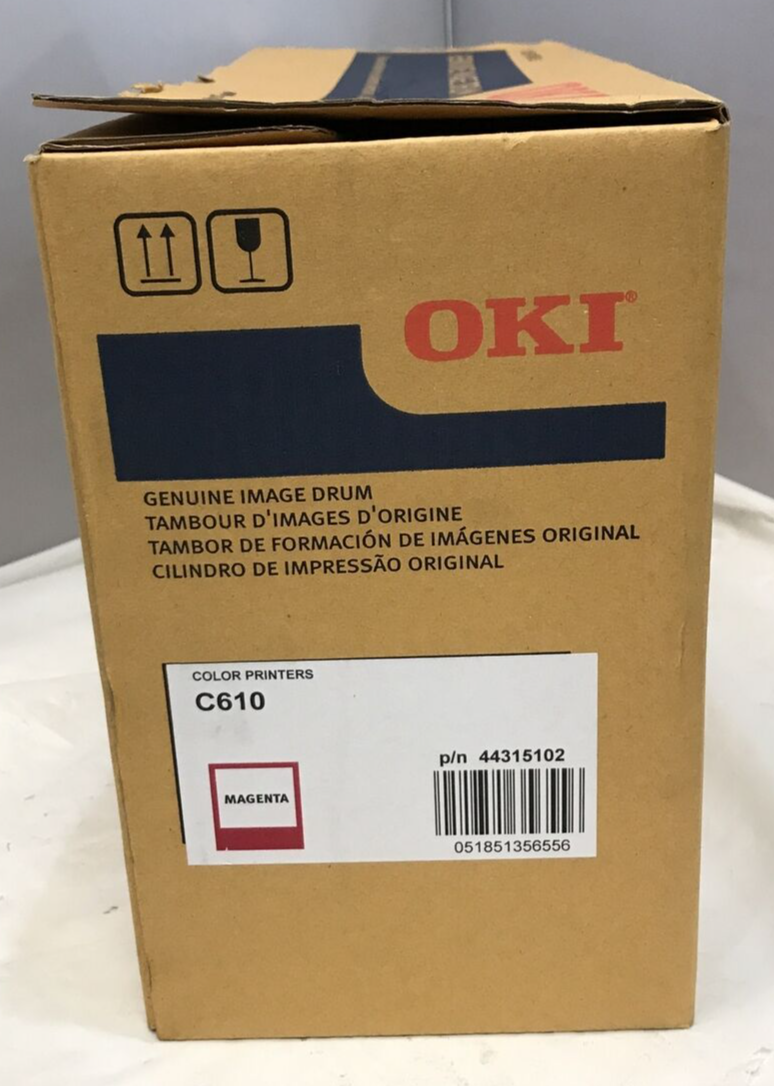 OKI®
GENUINE IMAGE DRUM
TAMBOUR D'IMAGES D'ORIGINE
TAMBOR DE FORMACIÓN DE IMÁGENES ORIGINAL
CILINDRO DE IMPRESSÃO ORIGINAL
COLOR PRINTERS
C610
MAGENTA
p/n 44315102
051851356556